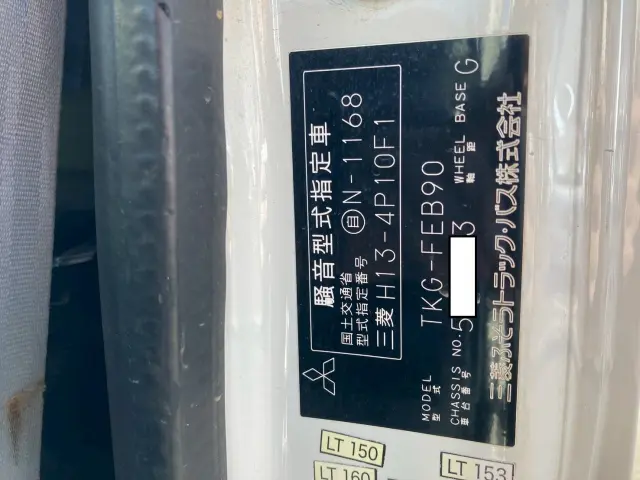 騒音型式指定車
国土交通省
型式指定番号
自 N-1168
三菱 H13-4P10F1
MODEL TKG-FEB90
型式
CHASSIS NO. 5 3 WHEEL BASE G
車台番号 軸距
三菱ふそうトラック・バス株式会社
LT 150
LT 160
LT 153